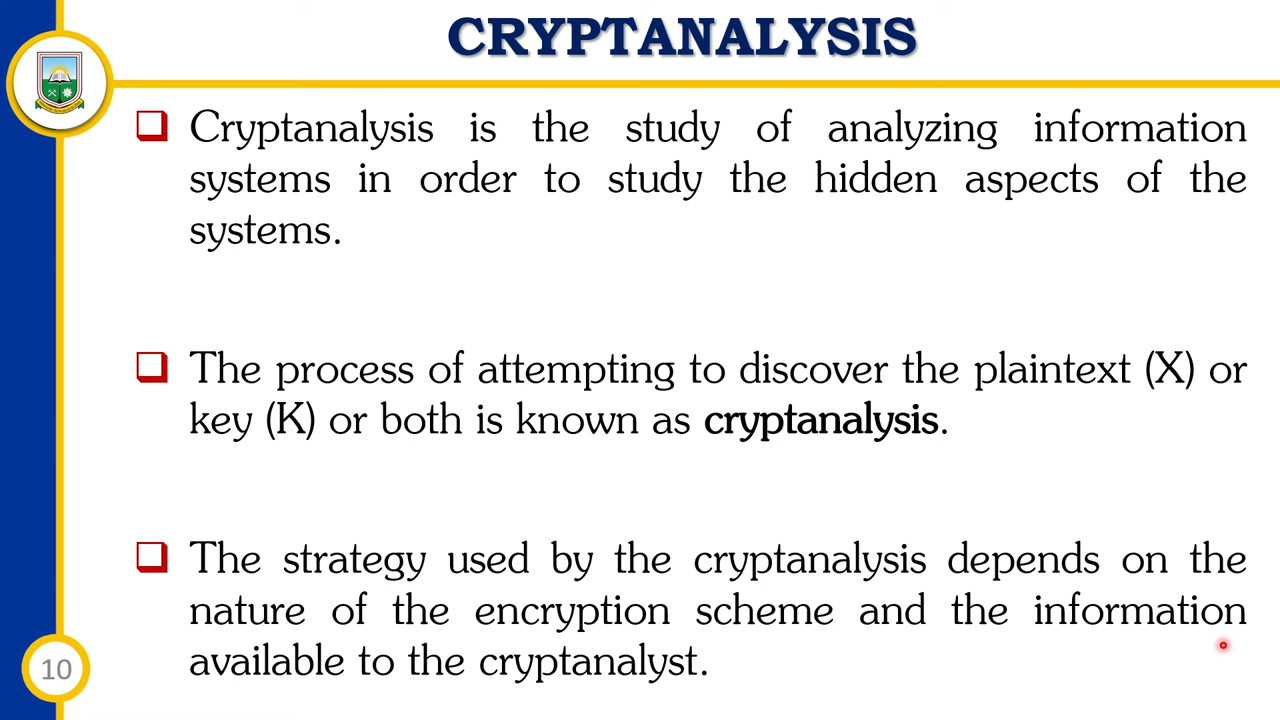 CRYPTANALYSIS
Cryptanalysis is the study of analyzing information
systems in order to study the hidden aspects of the
systems.
The process of attempting to discover the plaintext (X) or
key (K) or both is known as cryptanalysis.
The strategy used by the cryptanalysis depends on the
nature of the encryption scheme and the information
available to the cryptanalyst.
10